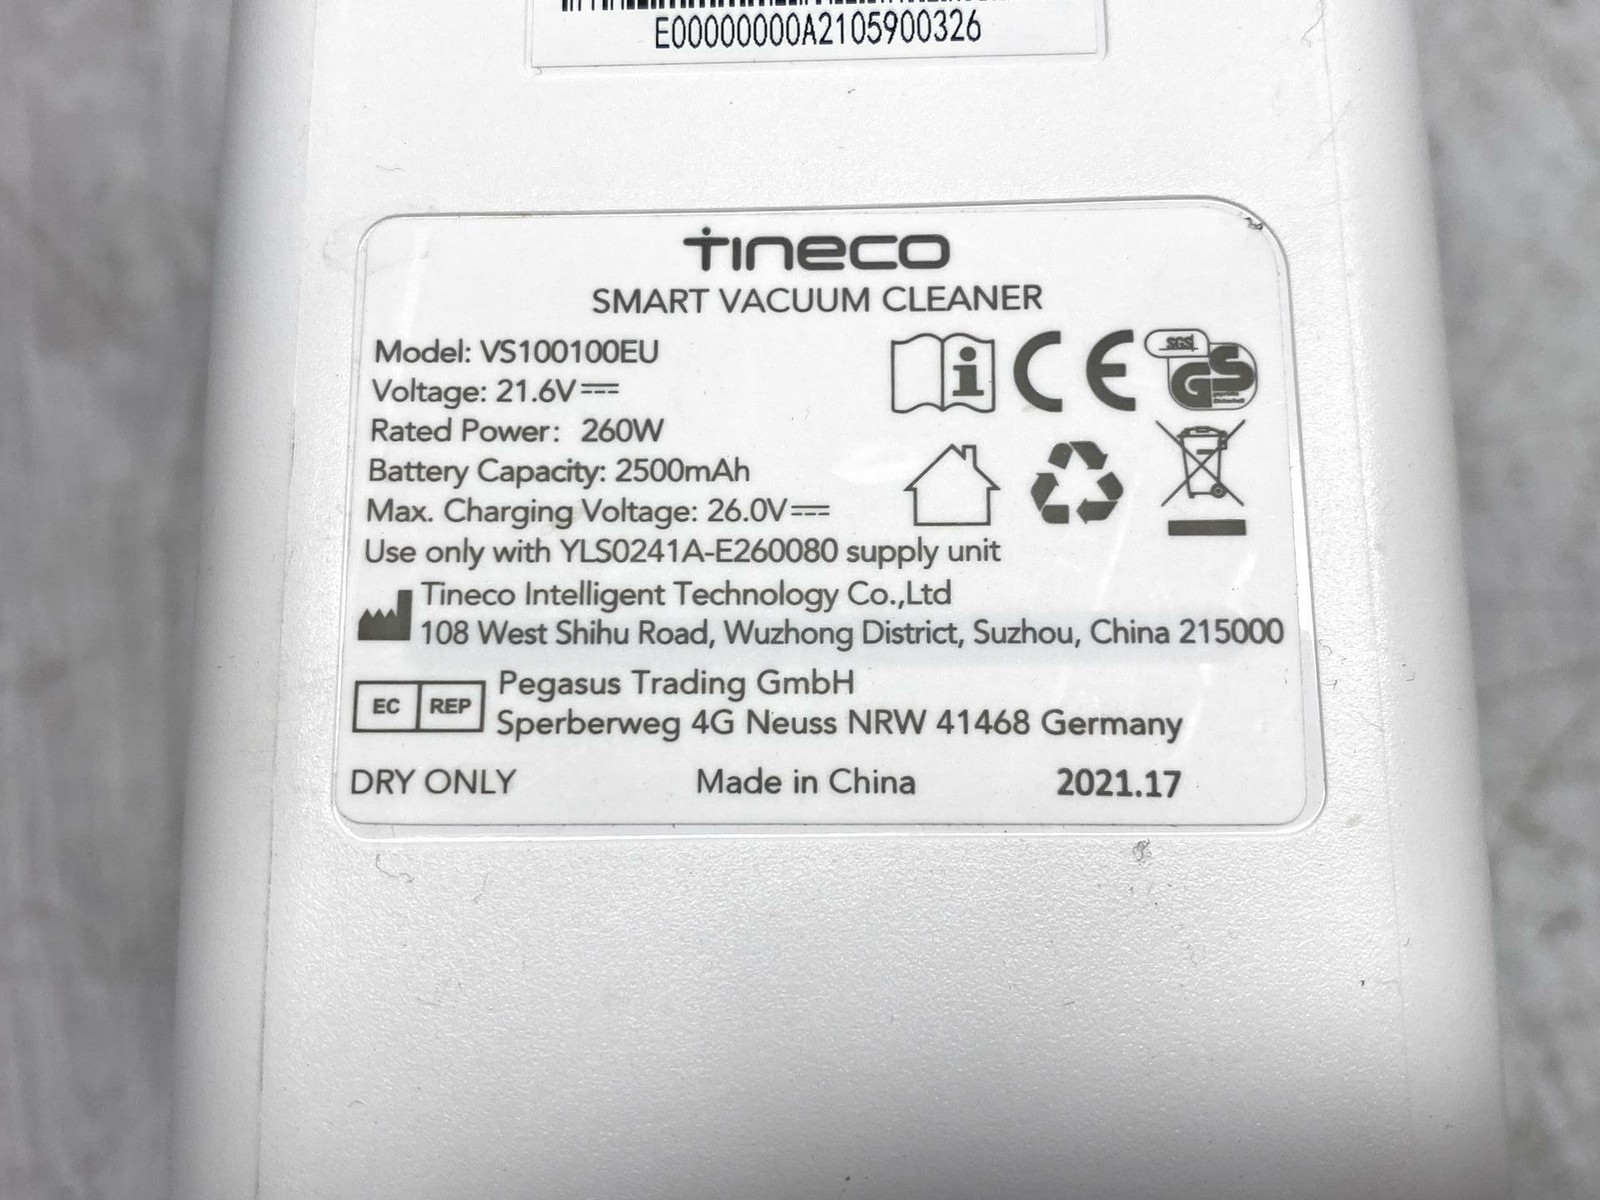 E00000000A2105900326
TINECO
SMART VACUUM CLEANER
Model: VS100100EU
Voltage: 21.6V
Rated Power: 260W
Battery Capacity: 2500mAh
Max. Charging Voltage: 26.0V
Use only with YLS0241A-E260080 supply unit
i CE SGS GS
Tineco Intelligent Technology Co.,Ltd
108 West Shihu Road, Wuzhong District, Suzhou, China 215000
EC REP
Pegasus Trading GmbH
Sperberweg 4G Neuss NRW 41468 Germany
DRY ONLY Made in China 2021.17